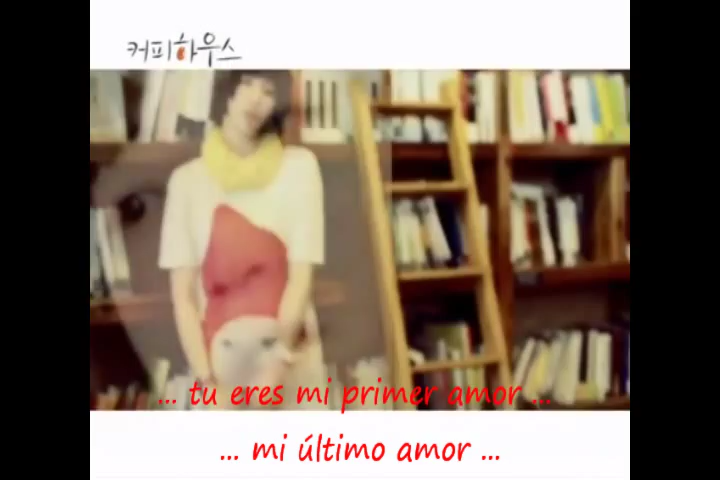 커피하우스
... tu eres mi primer amor ...
... mi último amor ...